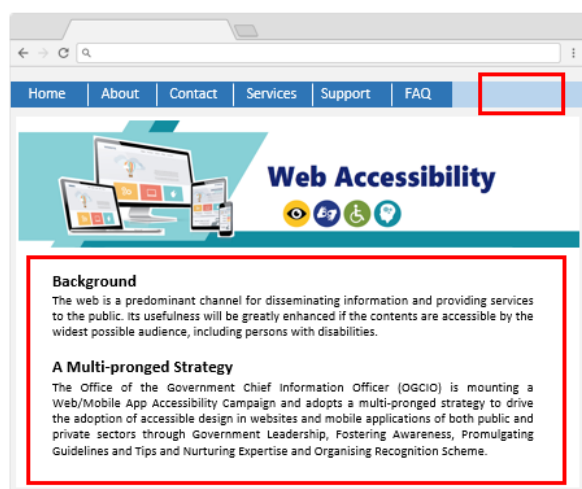 Home About Contact Services Support FAQ
Web Accessibility
Background
The web is a predominant channel for disseminating information and providing services
to the public. Its usefulness will be greatly enhanced if the contents are accessible by the
widest possible audience, including persons with disabilities.
A Multi-pronged Strategy
The Office of the Government Chief Information Officer (OGCIO) is mounting a
Web/Mobile App Accessibility Campaign and adopts a multi-pronged strategy to drive
the adoption of accessible design in websites and mobile applications of both public and
private sectors through Government Leadership, Fostering Awareness, Promulgating
Guidelines and Tips and Nurturing Expertise and Organising Recognition Scheme.